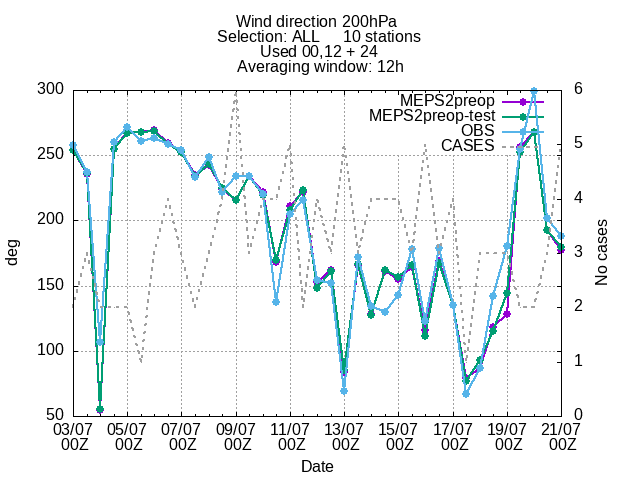 Wind direction 200hPa
Selection: ALL 10 stations
Used 00,12 + 24
Averaging window: 12h
MEPS2preop
MEPS2preop-test
OBS
CASES
deg
300
250
200
150
100
50
No cases
6
5
4
3
2
1
0
03/07 05/07 07/07 09/07 11/07 13/07 15/07 17/07 19/07 21/07
00Z 00Z 00Z 00Z 00Z 00Z 00Z 00Z 00Z 00Z
Date